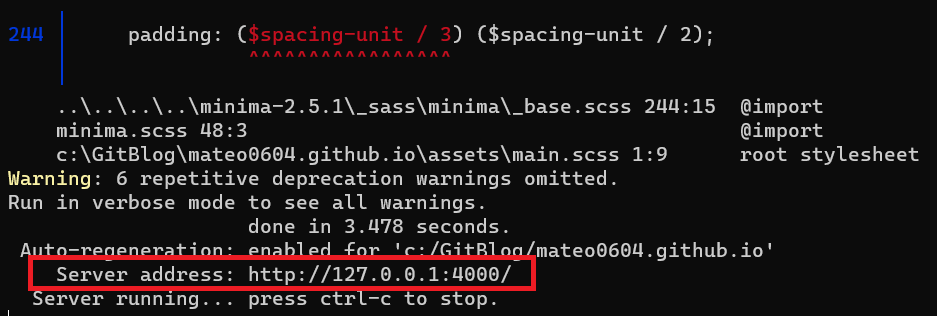 244 │ padding: ($spacing-unit / 3) ($spacing-unit / 2);
^^^^^^^^^^^^^^^^^
..\..\..\..\minima-2.5.1\_sass\minima\_base.scss 244:15 @import
minima.scss 48:3 @import
c:\GitBlog\mateo0604.github.io\assets\main.scss 1:9 root stylesheet
Warning: 6 repetitive deprecation warnings omitted.
Run in verbose mode to see all warnings.
done in 3.478 seconds.
Auto-regeneration: enabled for 'c:/GitBlog/mateo0604.github.io'
Server address: http://127.0.0.1:4000/
Server running... press ctrl-c to stop.